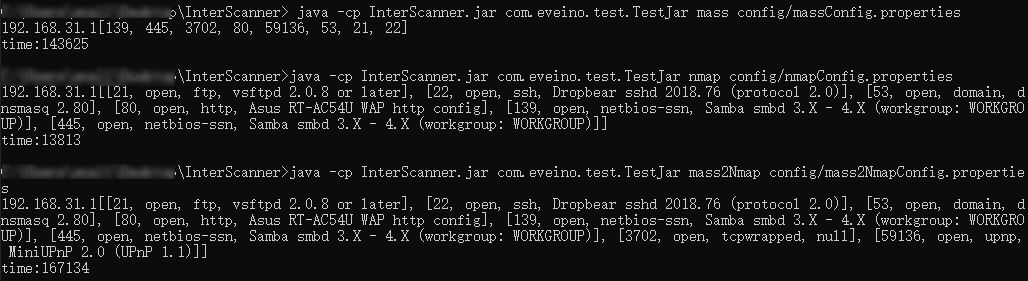 \InterScanner> java -cp InterScanner.jar com.eveino.test.TestJar mass config/massConfig.properties
192.168.31.1[139, 445, 3702, 80, 59136, 53, 21, 22]
time:143625
\InterScanner>java -cp InterScanner.jar com.eveino.test.TestJar nmap config/nmapConfig.properties
192.168.31.1[[21, open, ftp, vsftpd 2.0.8 or later], [22, open, ssh, Dropbear sshd 2018.76 (protocol 2.0)], [53, open, domain, d
nsmasq 2.80], [80, open, http, Asus RT-AC54U WAP http config], [139, open, netbios-ssn, Samba smbd 3.X - 4.X (workgroup: WORKGRO
UP)], [445, open, netbios-ssn, Samba smbd 3.X - 4.X (workgroup: WORKGROUP)]]
time:13813
\InterScanner>java -cp InterScanner.jar com.eveino.test.TestJar mass2Nmap config/mass2NmapConfig.propertie
s
192.168.31.1[[21, open, ftp, vsftpd 2.0.8 or later], [22, open, ssh, Dropbear sshd 2018.76 (protocol 2.0)], [53, open, domain, d
nsmasq 2.80], [80, open, http, Asus RT-AC54U WAP http config], [139, open, netbios-ssn, Samba smbd 3.X - 4.X (workgroup: WORKGRO
UP)], [445, open, netbios-ssn, Samba smbd 3.X - 4.X (workgroup: WORKGROUP)], [3702, open, tcpwrapped, null], [59136, open, upnp,
 MiniUPnP 2.0 (UPnP 1.1)]]
time:167134